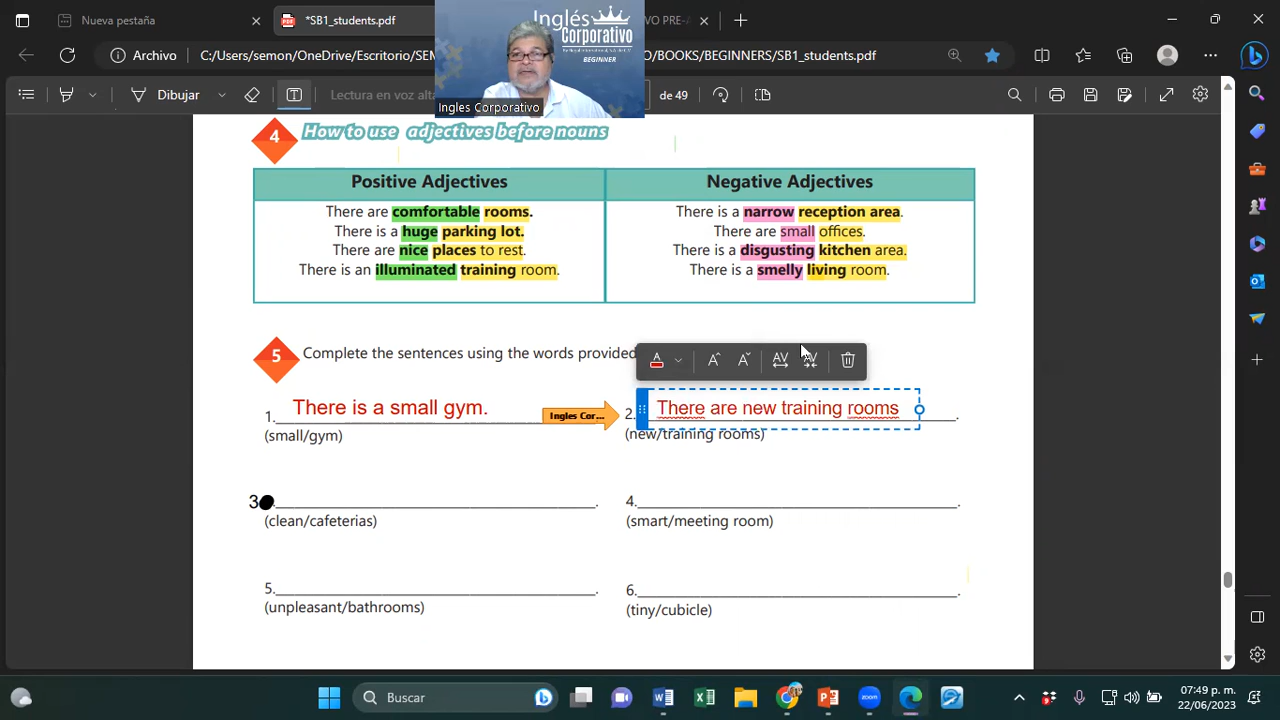 Nueva pestaña
*SB1_students.pdf
VO PRE-A
Archivo
C:/Users/semon/OneDrive/Escritorio/SEM
O/BOOKS/BEGINNERS/SB1_students.pdf
Dibujar
Lectura en voz alta
de 49
Inglés
Corporativo
BEGINNER
Ingles Corporativo
4 How to use adjectives before nouns
Positive Adjectives
There are comfortable rooms.
There is a huge parking lot.
There are nice places to rest.
There is an illuminated training room.
Negative Adjectives
There is a narrow reception area.
There are small offices.
There is a disgusting kitchen area.
There is a smelly living room.
5 Complete the sentences using the words provided
1. There is a small gym.
(small/gym)
Ingles Cor...
2. There are new training rooms.
(new/training rooms)
3.
(clean/cafeterias)
4.
(smart/meeting room)
5.
(unpleasant/bathrooms)
6.
(tiny/cubicle)
Buscar
07:49 p. m.
22/06/2023